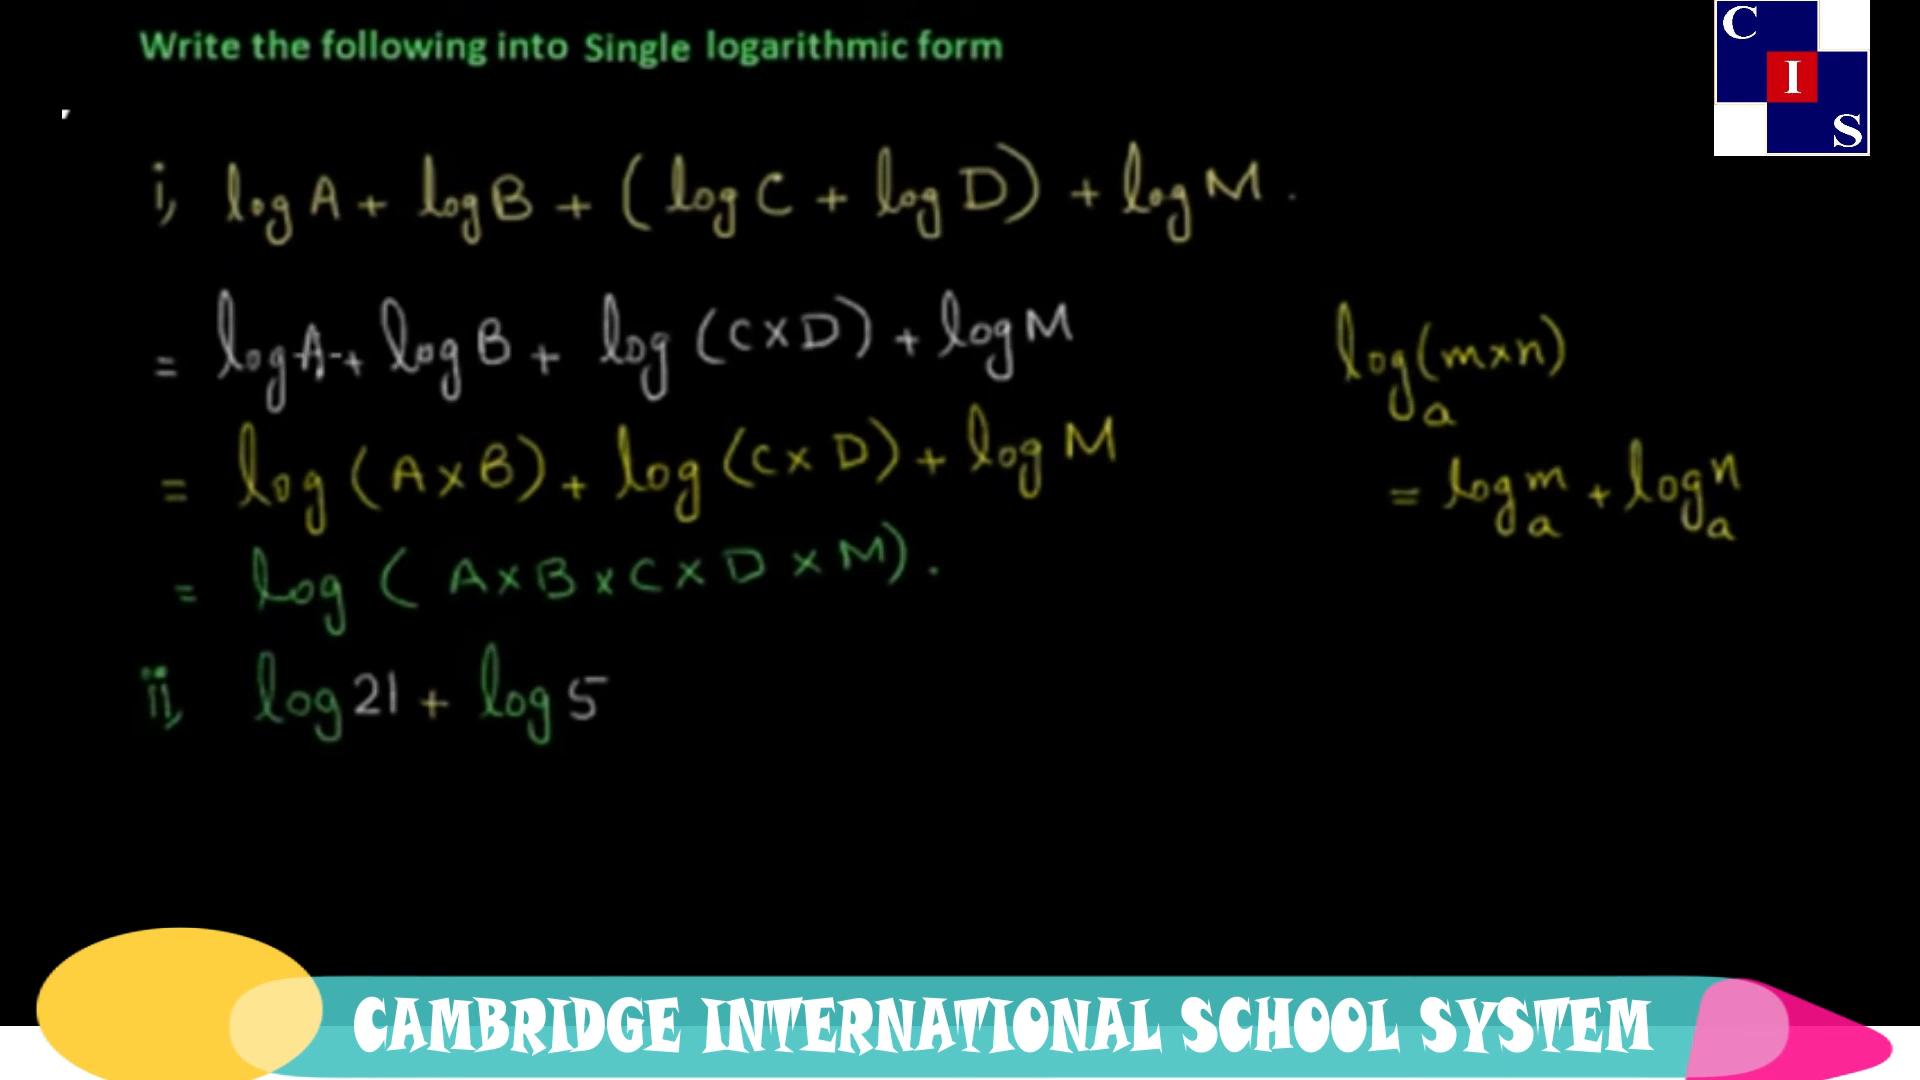 Write the following into Single logarithmic form
C
I
S
i, log A + log B + ( log C + log D) + log M .
= log A + log B + log (C×D) + log M
log_a(m×n)
= log (A×B) + log (C×D) + log M
= log_a m + log_a n
= log ( A×B×C×D×M).
ii, log 21 + log 5
CAMBRIDGE INTERNATIONAL SCHOOL SYSTEM